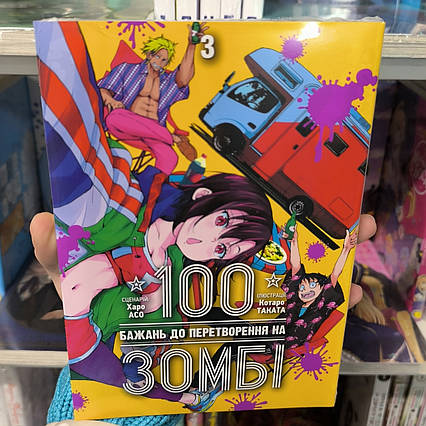 3
СЦЕНАРІЙ
Харо
АСО
100
ІЛЮСТРАЦІЇ
Котаро
ТАКАТА
БАЖАНЬ ДО ПЕРЕТВОРЕННЯ НА
ЗОМБІ